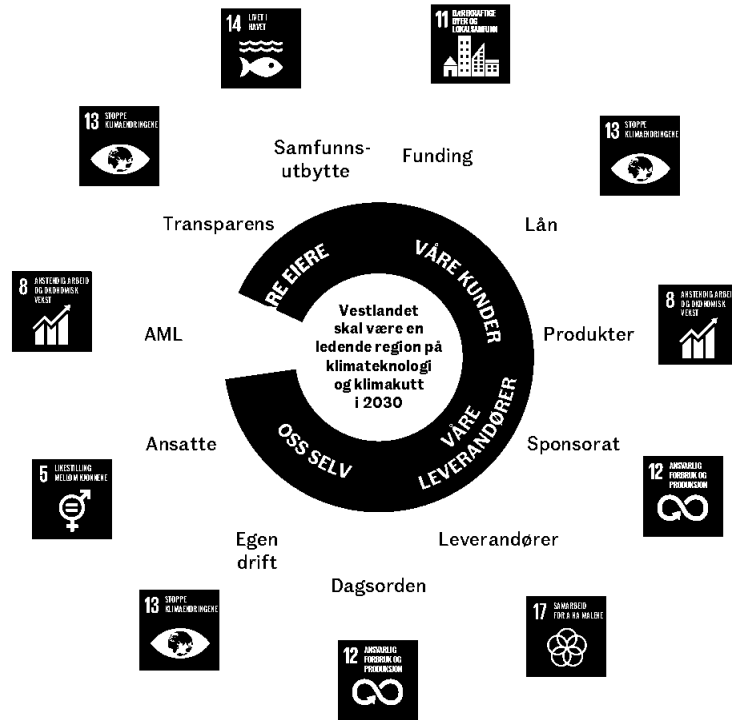 14 LIVET I
HAVET
11 BÆREKRAFTIGE
BYER OG
LOKALSAMFUNN
13 STOPPE
KLIMAENDRINGENE
13 STOPPE
KLIMAENDRINGENE
Samfunns-
utbytte
Funding
Transparens
Lån
RE EIERE
VÅRE KUNDER
8 ANSTENDIG ARBEID
OG ØKONOMISK
VEKST
8 ANSTENDIG ARBEI
OG ØKONOMISK
VEKST
AML
Vestlandet
skal være en
ledende region på
klimateknologi
og klimakutt
i 2030
Produkter
Ansatte
OSS SELV
VÅRE
LEVERANDØRER
Sponsorat
5 LIKESTILLING
MELLOM KJØNNENE
12 ANSVARLIG
FORBRUK OG
PRODUKSJON
Egen
drift
Leverandører
Dagsorden
13 STOPPE
KLIMAENDRINGENE
17 SAMARBEID
FOR Å NÅ MÅLENE
12 ANSVARLIG
FORBRUK OG
PRODUKSJON